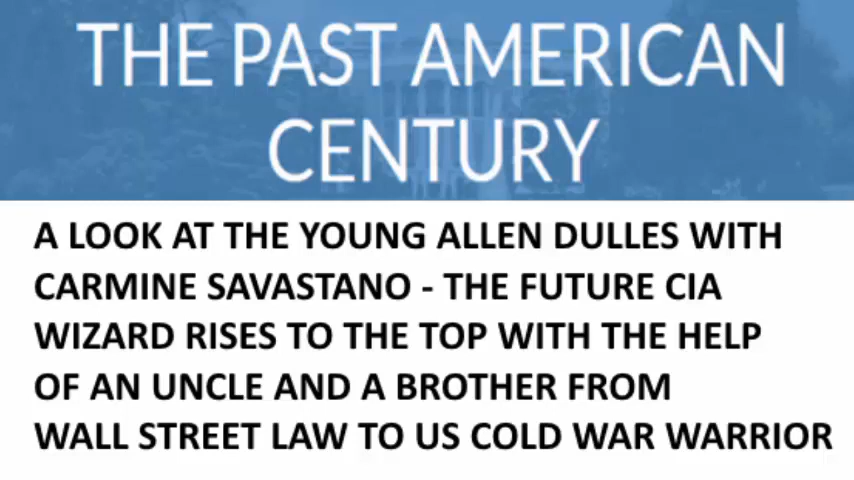 THE PAST AMERICAN
CENTURY
A LOOK AT THE YOUNG ALLEN DULLES WITH
CARMINE SAVASTANO - THE FUTURE CIA
WIZARD RISES TO THE TOP WITH THE HELP
OF AN UNCLE AND A BROTHER FROM
WALL STREET LAW TO US COLD WAR WARRIOR